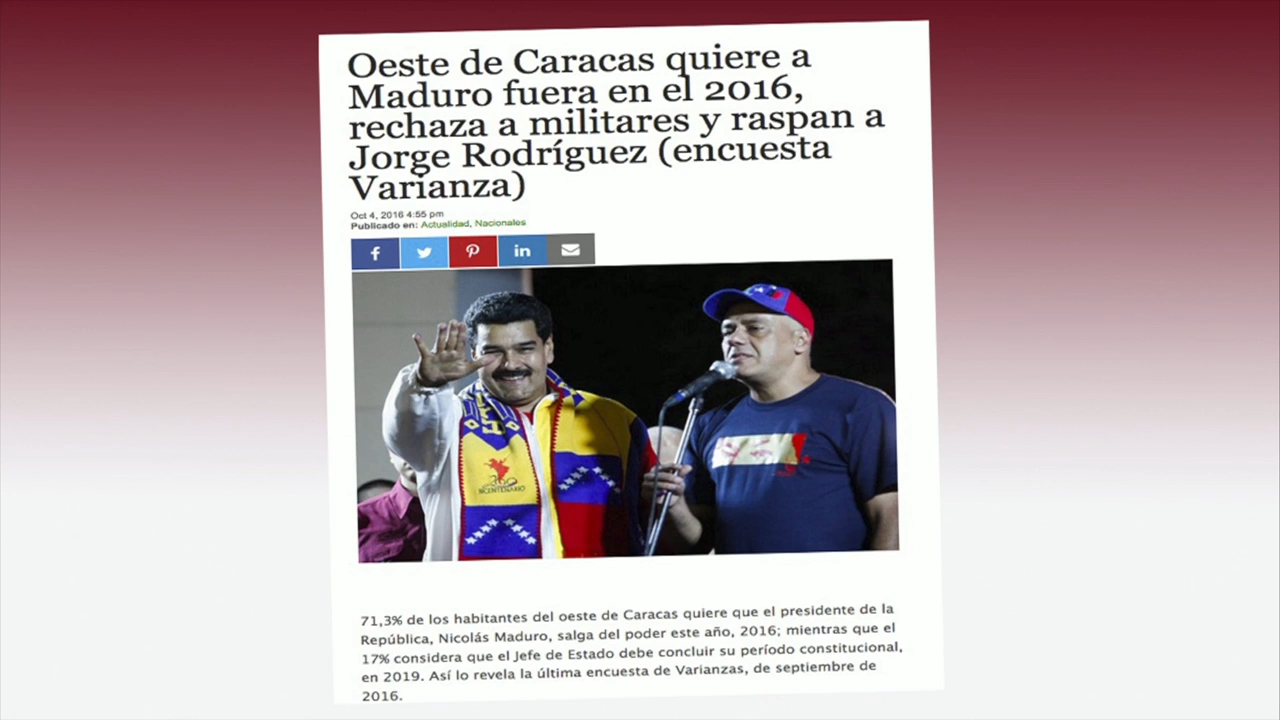 Oeste de Caracas quiere a
Maduro fuera en el 2016,
rechaza a militares y raspan a
Jorge Rodríguez (encuesta
Varianza)
Oct 4, 2016 4:55 pm
Publicado en: Actualidad, Nacionales
f
in
200
BICENTENARIO
71,3% de los habitantes del oeste de Caracas quiere que el presidente de la
República, Nicolás Maduro, salga del poder este año, 2016; mientras que el
17% considera que el Jefe de Estado debe concluir su período constitucional,
en 2019. Así lo revela la última encuesta de Varianzas, de septiembre de
2016.